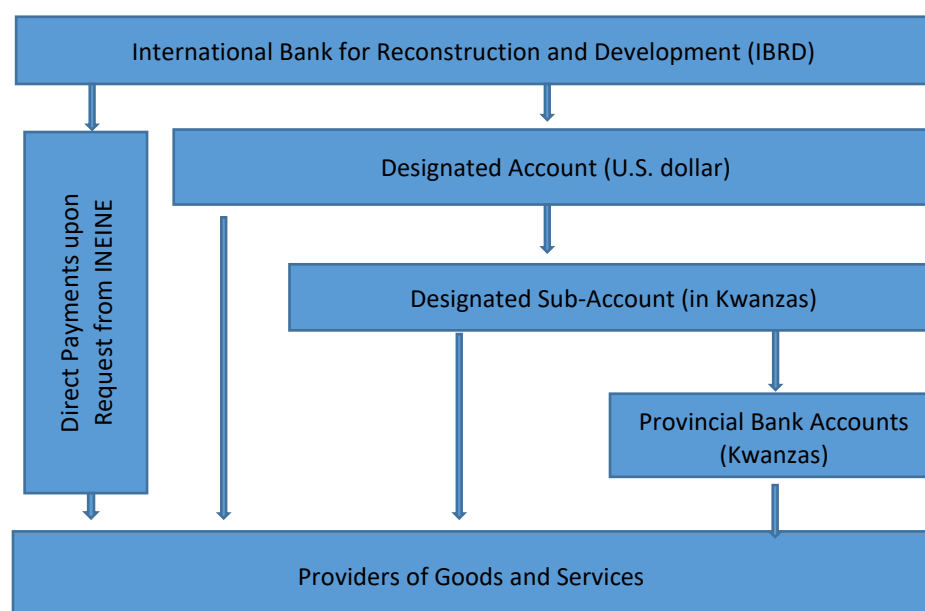 International Bank for Reconstruction and Development (IBRD)
Designated Account (U.S. dollar)
Direct Payments upon
Request from INEINE
Designated Sub-Account (in Kwanzas)
Provincial Bank Accounts
(Kwanzas)
Providers of Goods and Services